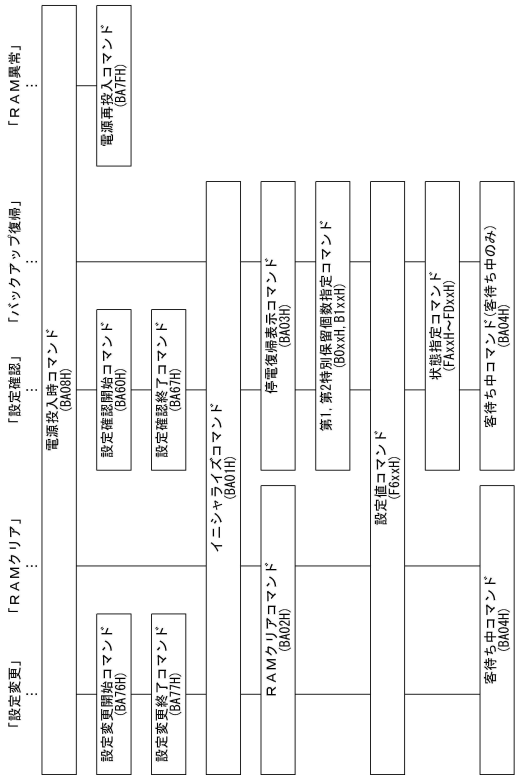 「設定変更」
「RAMクリア」
「設定確認」
「バックアップ復帰」
「RAM異常」
…
…
…
…
…
電源投入時コマンド
(BA08H)
設定変更開始コマンド
(BA76H)
設定確認開始コマンド
(BA60H)
電源再投入コマンド
(BA7FH)
設定変更終了コマンド
(BA77H)
設定確認終了コマンド
(BA67H)
イニシャライズコマンド
(BA01H)
RAMクリアコマンド
(BA02H)
停電復帰表示コマンド
(BA03H)
第1, 第2特別保留個数指定コマンド
(B0xxH, B1xxH)
設定値コマンド
(F6xxH)
状態指定コマンド
(FAxxH～FDxxH)
客待ち中コマンド
(BA04H)
客待ち中コマンド(客待ち中のみ)
(BA04H)